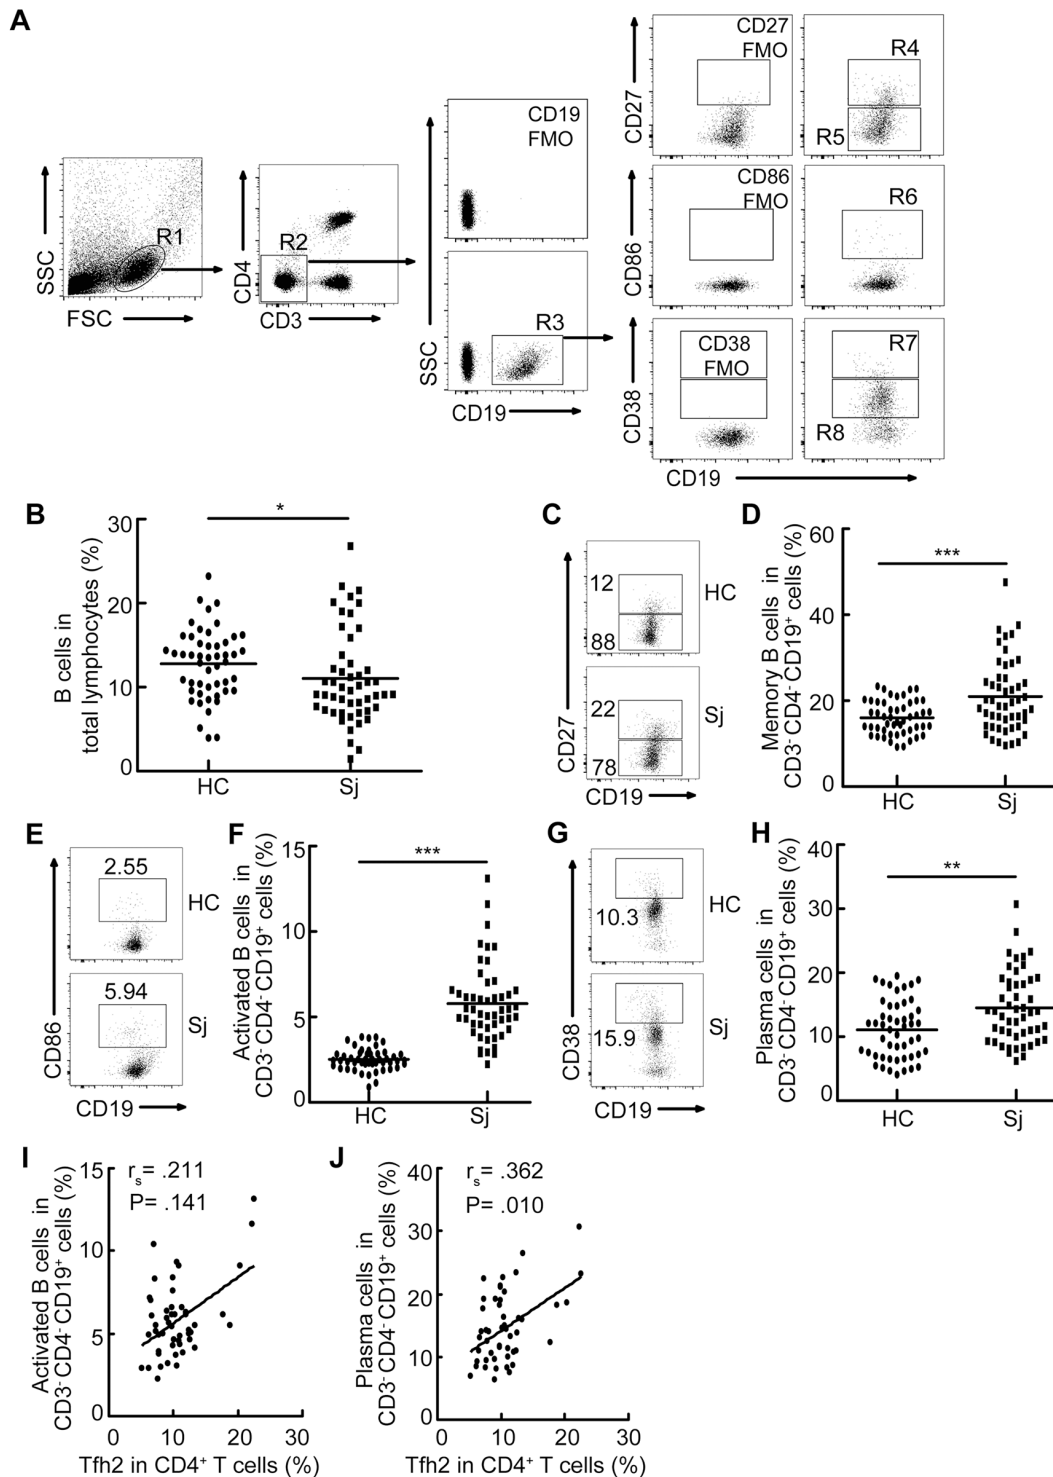 A
SSC
FSC
R1
CD4
CD3
R2
SSC
CD19
FMO
R3
CD19
CD27
CD27
FMO
R4
R5
CD86
CD86
FMO
R6
CD38
CD38
FMO
R7
R8
CD19
B
B cells in
total lymphocytes (%)
30
20
10
0
*
HC
Sj
C
12
88
HC
22
78
Sj
CD27
CD19
D
Memory B cells in
CD3⁻ CD4⁻ CD19⁺ cells (%)
60
40
20
0
***
HC
Sj
E
2.55
HC
5.94
Sj
CD86
CD19
F
Activated B cells in
CD3⁻ CD4⁻ CD19⁺ cells (%)
15
10
5
0
***
HC
Sj
G
10.3
HC
15.9
Sj
CD38
CD19
H
Plasma cells in
CD3⁻ CD4⁻ CD19⁺ cells (%)
40
30
20
10
0
**
HC
Sj
I
Activated B cells in
CD3⁻ CD4⁻ CD19⁺ cells (%)
rₛ= .211
P= .141
15
10
5
0
0 10 20 30
Tfh2 in CD4⁺ T cells (%)
J
Plasma cells in
CD3⁻ CD4⁻ CD19⁺ cells (%)
rₛ= .362
P= .010
40
30
20
10
0
0 10 20 30
Tfh2 in CD4⁺ T cells (%)